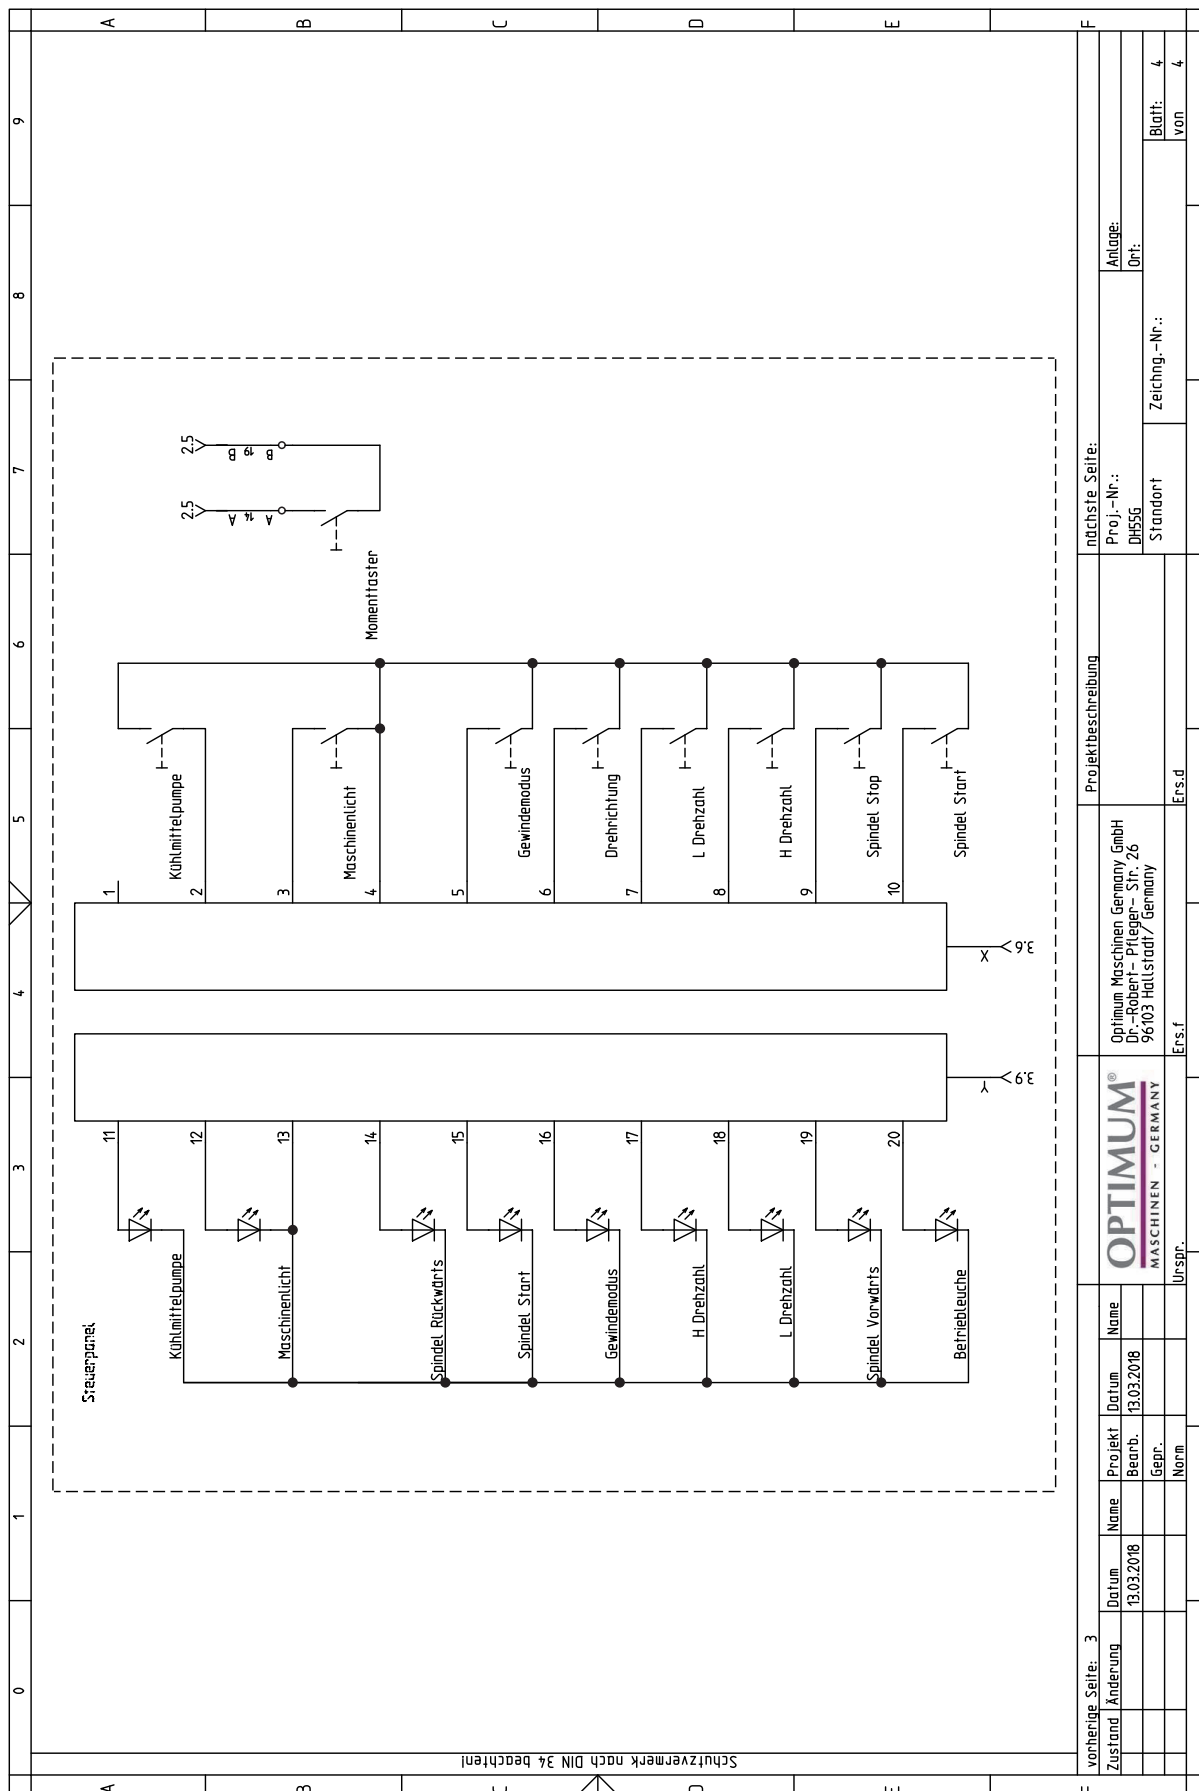 0 1 2 3 4 5 6 7 8 9
A
B
C
D
E
F
Schutzvermerk nach DIN 34 beachten!
Steuerpanel
Kühlmittelpumpe
Maschinenlicht
Spindel Rückwärts
Spindel Start
Gewindemodus
H Drehzahl
L Drehzahl
Spindel Vorwärts
Betriebleuche
11
12
13
14
15
16
17
18
19
20
Y
3.9
X
3.6
1
2
3
4
5
6
7
8
9
10
Kühlmittelpumpe
Maschinenlicht
Gewindemodus
Drehrichtung
L Drehzahl
H Drehzahl
Spindel Stop
Spindel Start
Momenttaster
2.5
A 14 A
2.5
B 19 B
A
B
C
D
E
F
vorherige Seite: 3
Zustand Änderung Datum Name
13.03.2018
Projekt Datum Name
Bearb. 13.03.2018
Gepr.
Norm
OPTIMUM®
MASCHINEN - GERMANY
Urspr.
Optimum Maschinen Germany GmbH
Dr.-Robert- Pfleger- Str. 26
96103 Hallstadt/ Germany
Ers.f
Ers.d
Projektbeschreibung
nächste Seite:
Proj.-Nr.:
DH55G
Anlage:
Ort:
Standort
Zeichng.-Nr.:
Blatt: 4
von 4